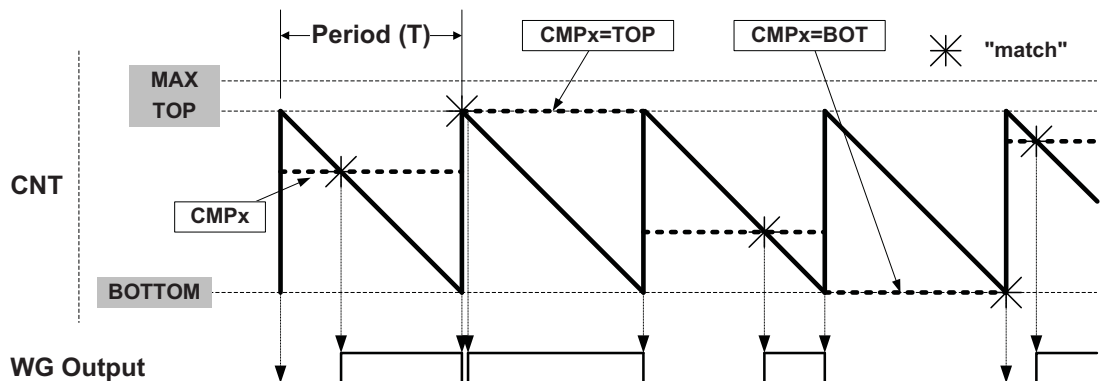 Period (T)
CMPx=TOP
CMPx=BOT
"match"
MAX
TOP
CNT
CMPx
BOTTOM
WG Output